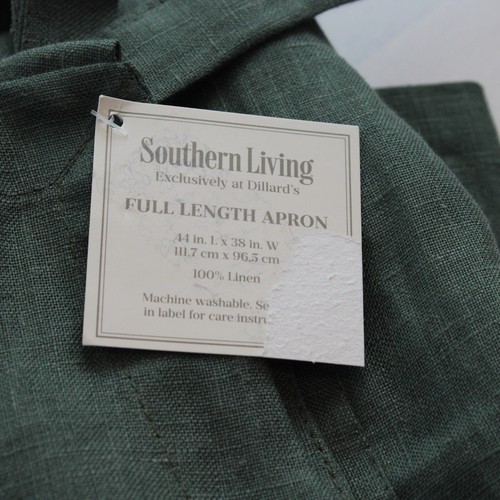 Southern Living
Exclusively at Dillard's
FULL LENGTH APRON
44 in. L x 38 in. W
111.7 cm x 96.5 cm
100% Linen
Machine washable. Se
in label for care instru